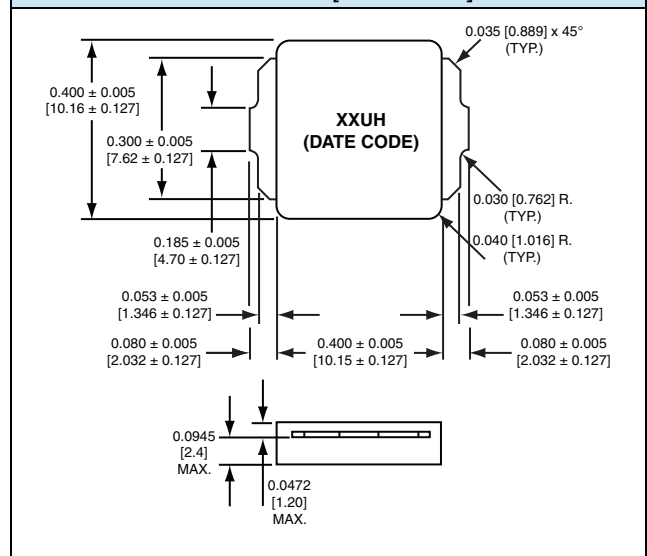 0.035 [0.889] x 45°
(TYP.)
0.400 ± 0.005
[10.16 ± 0.127]
XXUH
(DATE CODE)
0.300 ± 0.005
[7.62 ± 0.127]
0.030 [0.762] R.
(TYP.)
0.185 ± 0.005
[4.70 ± 0.127]
0.040 [1.016] R.
(TYP.)
0.053 ± 0.005
[1.346 ± 0.127]
0.053 ± 0.005
[1.346 ± 0.127]
0.080 ± 0.005
[2.032 ± 0.127]
0.400 ± 0.005
[10.15 ± 0.127]
0.080 ± 0.005
[2.032 ± 0.127]
0.0945
[2.4]
MAX.
0.0472
[1.20]
MAX.